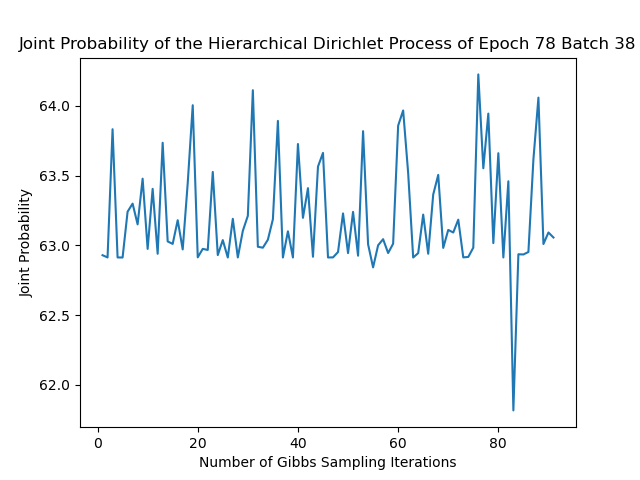 Joint Probability of the Hierarchical Dirichlet Process of Epoch 78 Batch 38
64.0
63.5
63.0
62.5
62.0
Joint Probability
0 20 40 60 80
Number of Gibbs Sampling Iterations